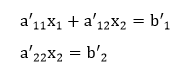 a′₁₁x₁ + a′₁₂x₂ = b′₁
a′₂₂x₂ = b′₂